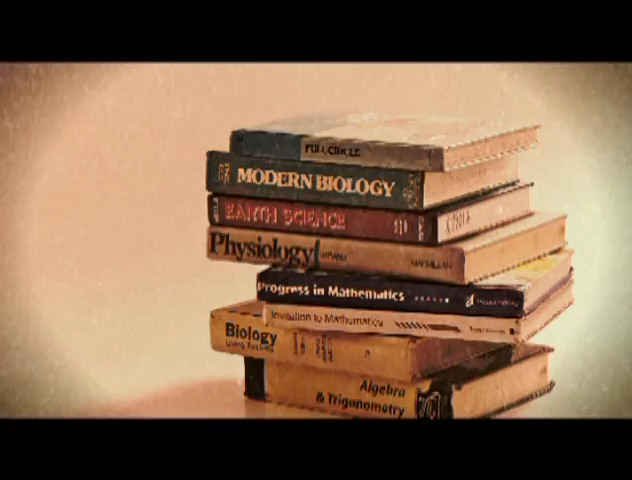 FULL CIRCLE
MODERN BIOLOGY
EARTH SCIENCE
Physiology
MACMILLAN
Progress in Mathematics
Invitation to Mathematics
Biology
Living Systems
Algebra
& Trigonometry